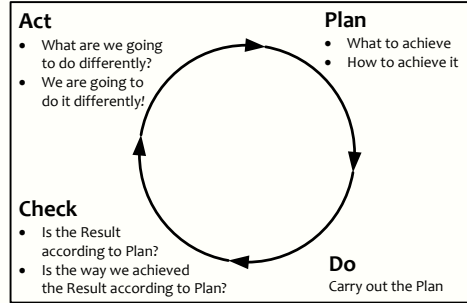 Act
• What are we going
to do differently?
• We are going to
do it differently!
Plan
• What to achieve
• How to achieve it
Check
• Is the Result
according to Plan?
• Is the way we achieved
the Result according to Plan?
Do
Carry out the Plan